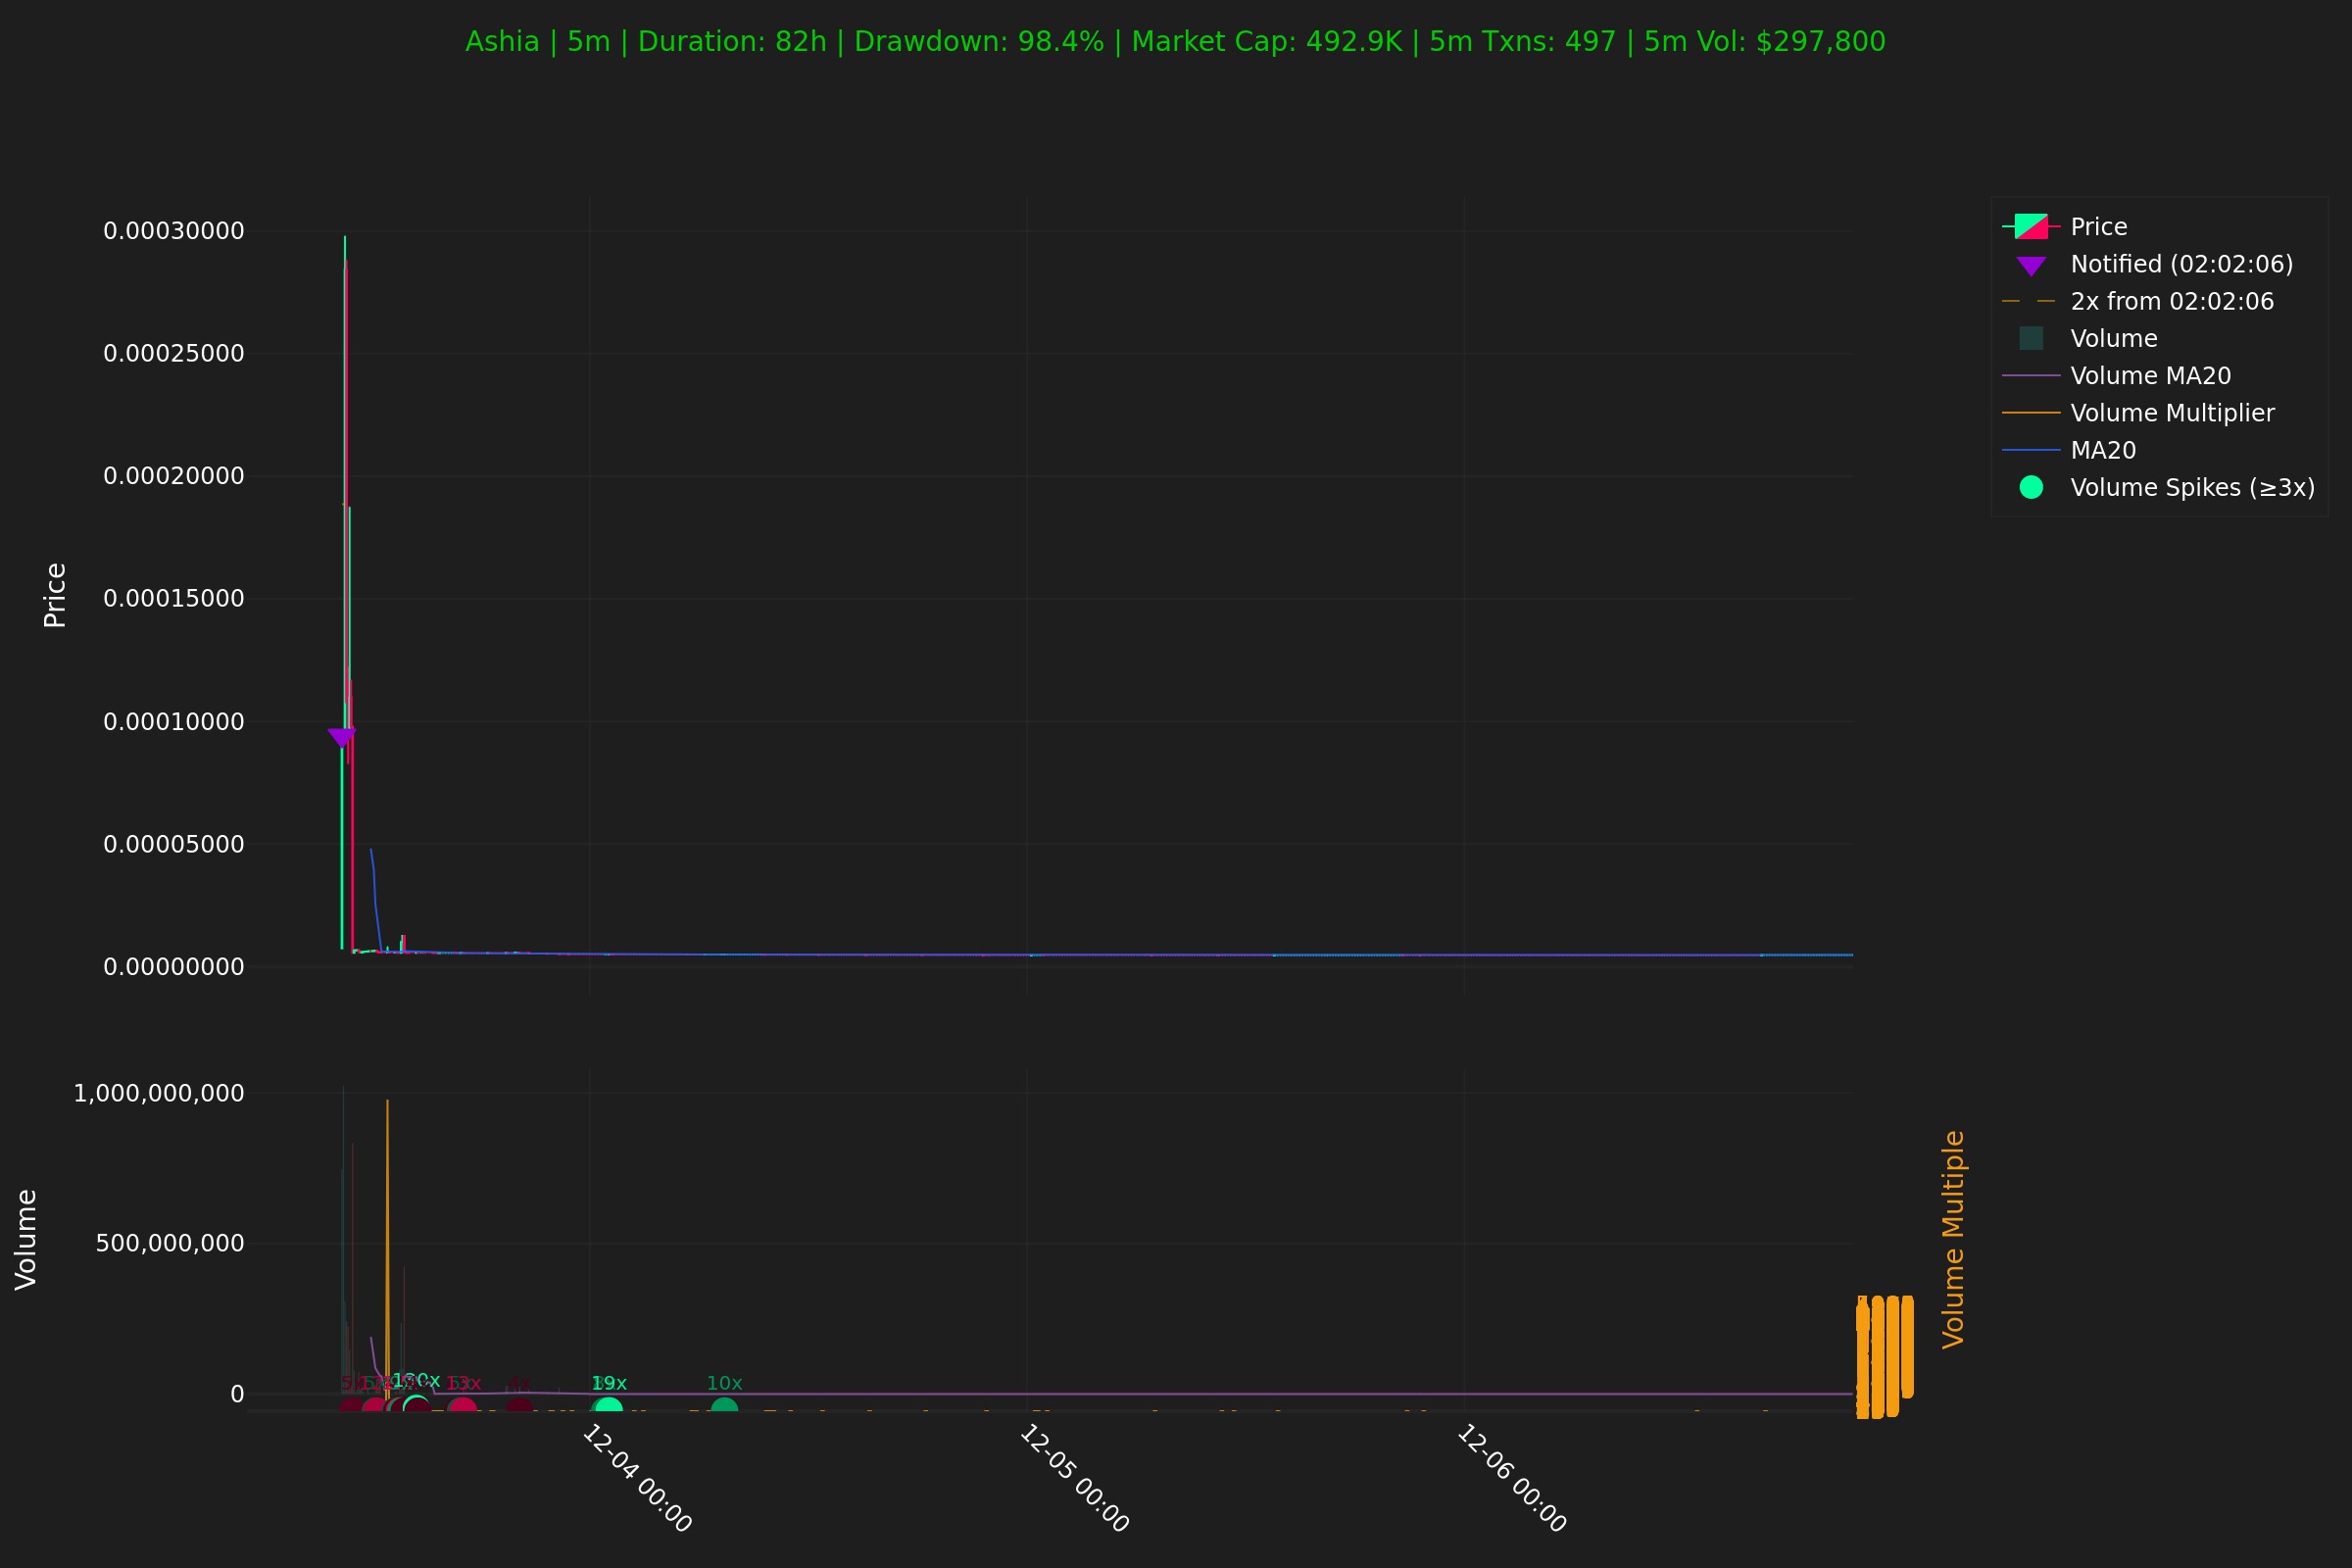 Ashia | 5m | Duration: 82h | Drawdown: 98.4% | Market Cap: 492.9K | 5m Txns: 497 | 5m Vol: $297,800
Price
0.00030000
0.00025000
0.00020000
0.00015000
0.00010000
0.00005000
0.00000000
Price
Notified (02:02:06)
2x from 02:02:06
Volume
Volume MA20
Volume Multiplier
MA20
Volume Spikes (≥3x)
Volume
1,000,000,000
500,000,000
0
13x
19x
10x
12-04 00:00
12-05 00:00
12-06 00:00
Volume Multiple